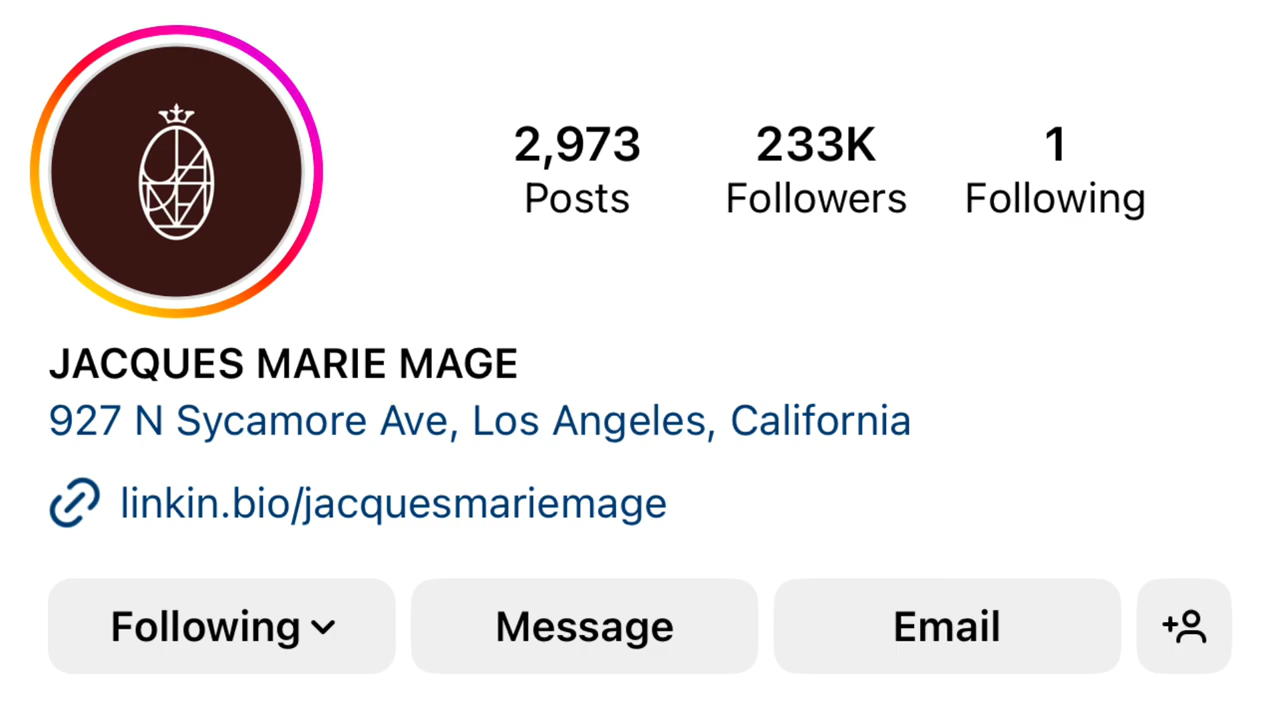 2,973 233K 1
Posts Followers Following
JACQUES MARIE MAGE
927 N Sycamore Ave, Los Angeles, California
linkin.bio/jacquesmariemage
Following Message Email